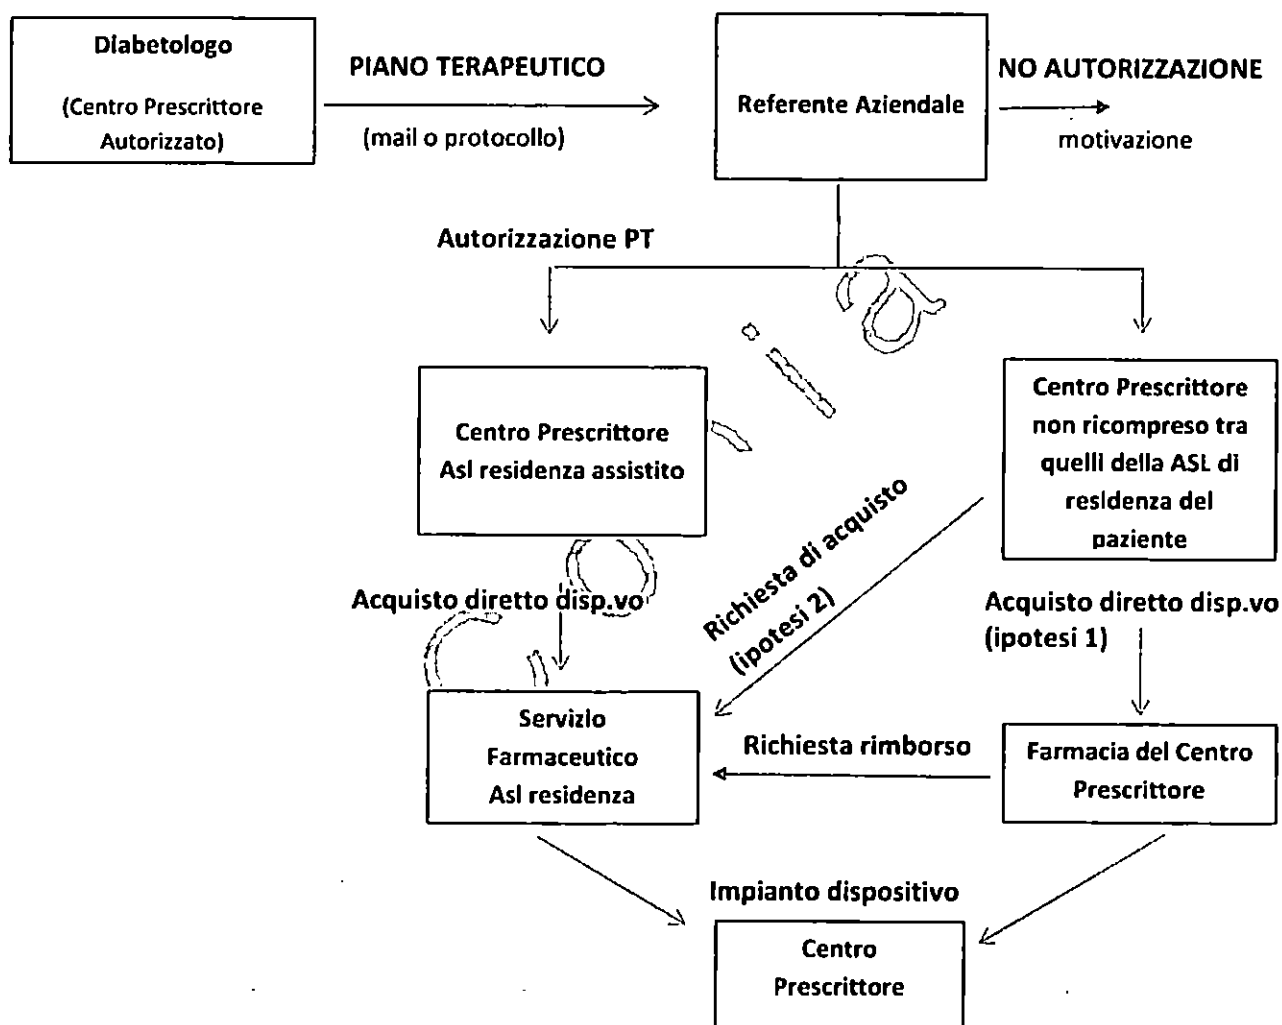 Diabetologo
(Centro Prescrittore
Autorizzato)
PIANO TERAPEUTICO
(mail o protocollo)
Referente Aziendale
NO AUTORIZZAZIONE
motivazione
Autorizzazione PT
Centro Prescrittore
Asl residenza assistito
Centro Prescrittore
non ricompreso tra
quelli della ASL di
residenza del
paziente
Acquisto diretto disp.vo
Richiesta di acquisto
(ipotesi 2)
Acquisto diretto disp.vo
(ipotesi 1)
Servizio
Farmaceutico
Asl residenza
Richiesta rimborso
Farmacia del Centro
Prescrittore
Impianto dispositivo
Centro
Prescrittore